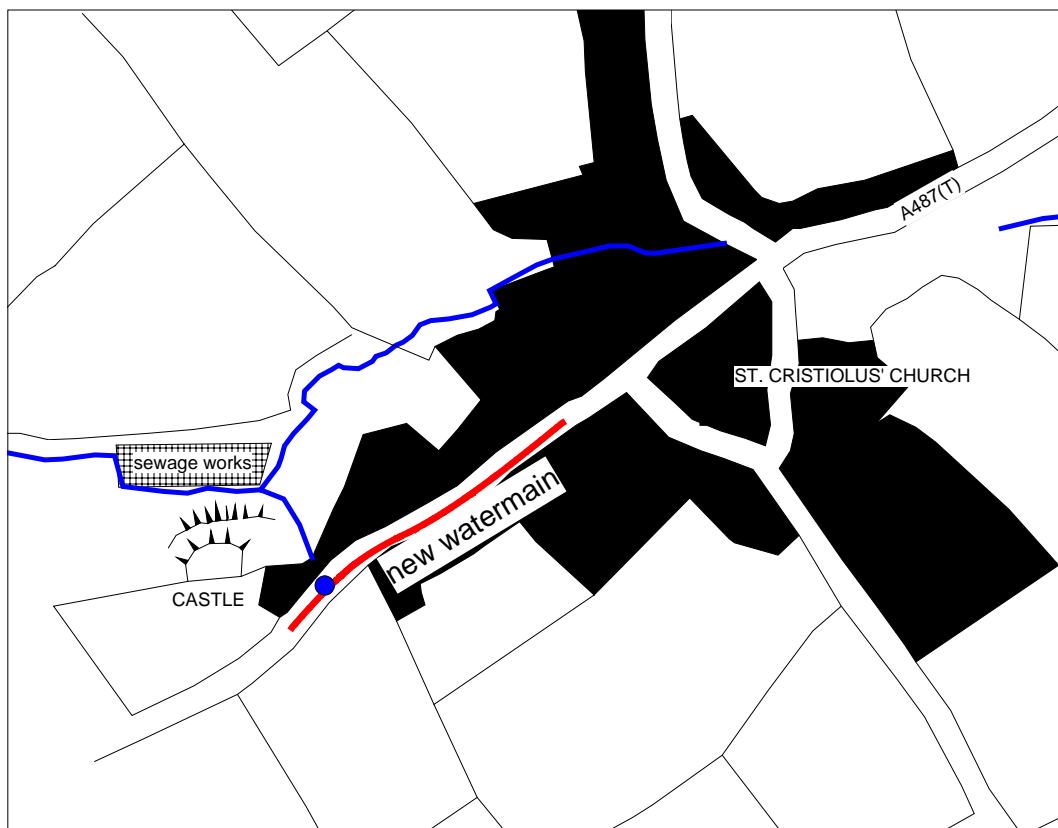 A487(T)
ST. CRISTIOLUS' CHURCH
sewage works
new watermain
CASTLE